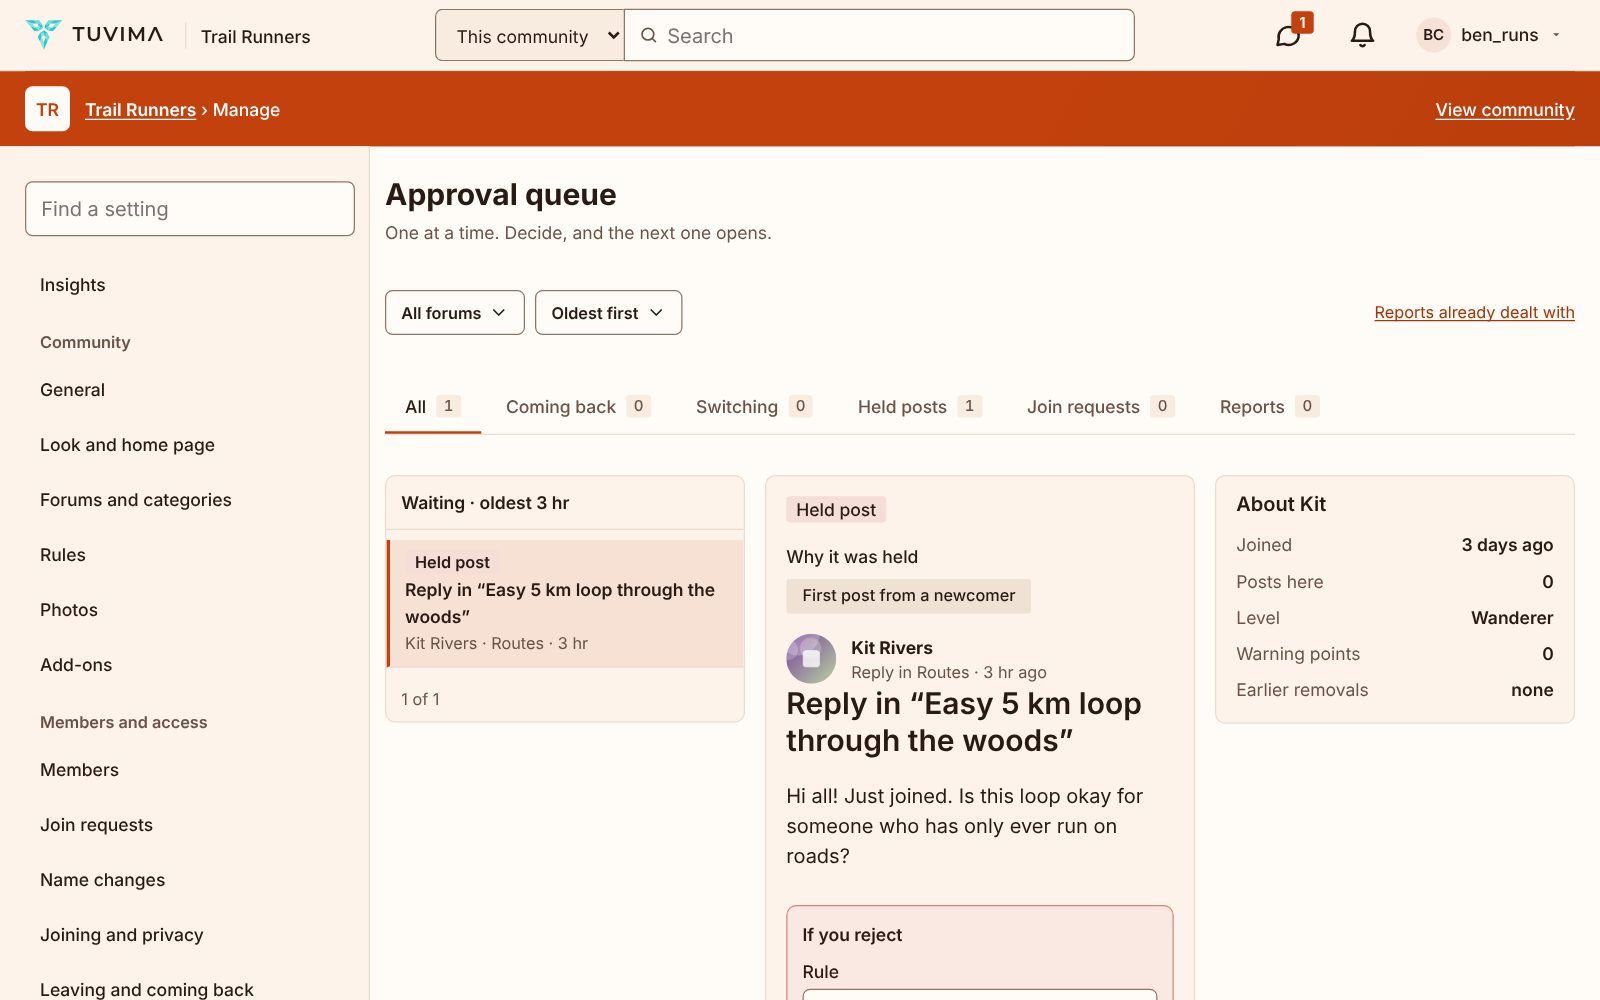 TUVIMA
Trail Runners
This community
Search
1
BC
ben_runs
TR
Trail Runners › Manage
View community
Find a setting
Insights
Community
General
Look and home page
Forums and categories
Rules
Photos
Add-ons
Members and access
Members
Join requests
Name changes
Joining and privacy
Leaving and coming back
Approval queue
One at a time. Decide, and the next one opens.
All forums
Oldest first
Reports already dealt with
All 1
Coming back 0
Switching 0
Held posts 1
Join requests 0
Reports 0
Waiting · oldest 3 hr
Held post
Reply in “Easy 5 km loop through the
woods”
Kit Rivers · Routes · 3 hr
1 of 1
Held post
Why it was held
First post from a newcomer
Kit Rivers
Reply in Routes · 3 hr ago
Reply in “Easy 5 km loop
through the woods”
Hi all! Just joined. Is this loop okay for
someone who has only ever run on
roads?
If you reject
Rule
About Kit
Joined 3 days ago
Posts here 0
Level Wanderer
Warning points 0
Earlier removals none